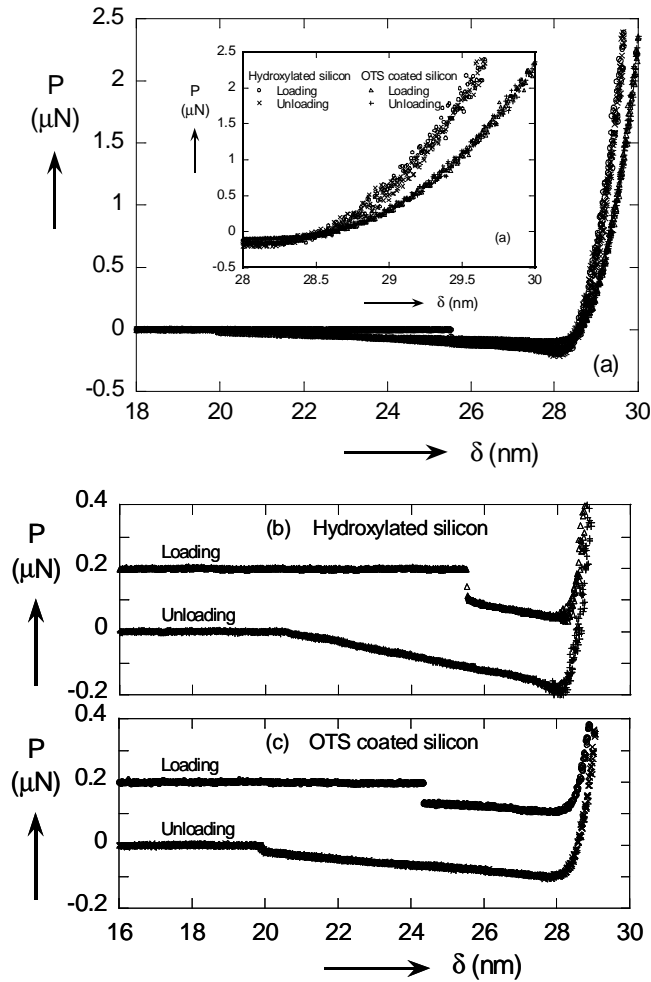 2.5
P
(μN)
2
1.5
1
0.5
0
-0.5
18
20
22
24
26
28
30
δ (nm)
(a)
2.5
P
(μN)
2
1.5
1
0.5
0
-0.5
Hydroxylated silicon OTS coated silicon
Loading Loading
Unloading Unloading
(a)
28
28.5
29
29.5
30
δ (nm)
0.4
P
(μN)
0.2
0
-0.2
(b) Hydroxylated silicon
Loading
Unloading
0.4
P
(μN)
0.2
0
-0.2
(c) OTS coated silicon
Loading
Unloading
16
18
20
22
24
26
28
30
δ (nm)